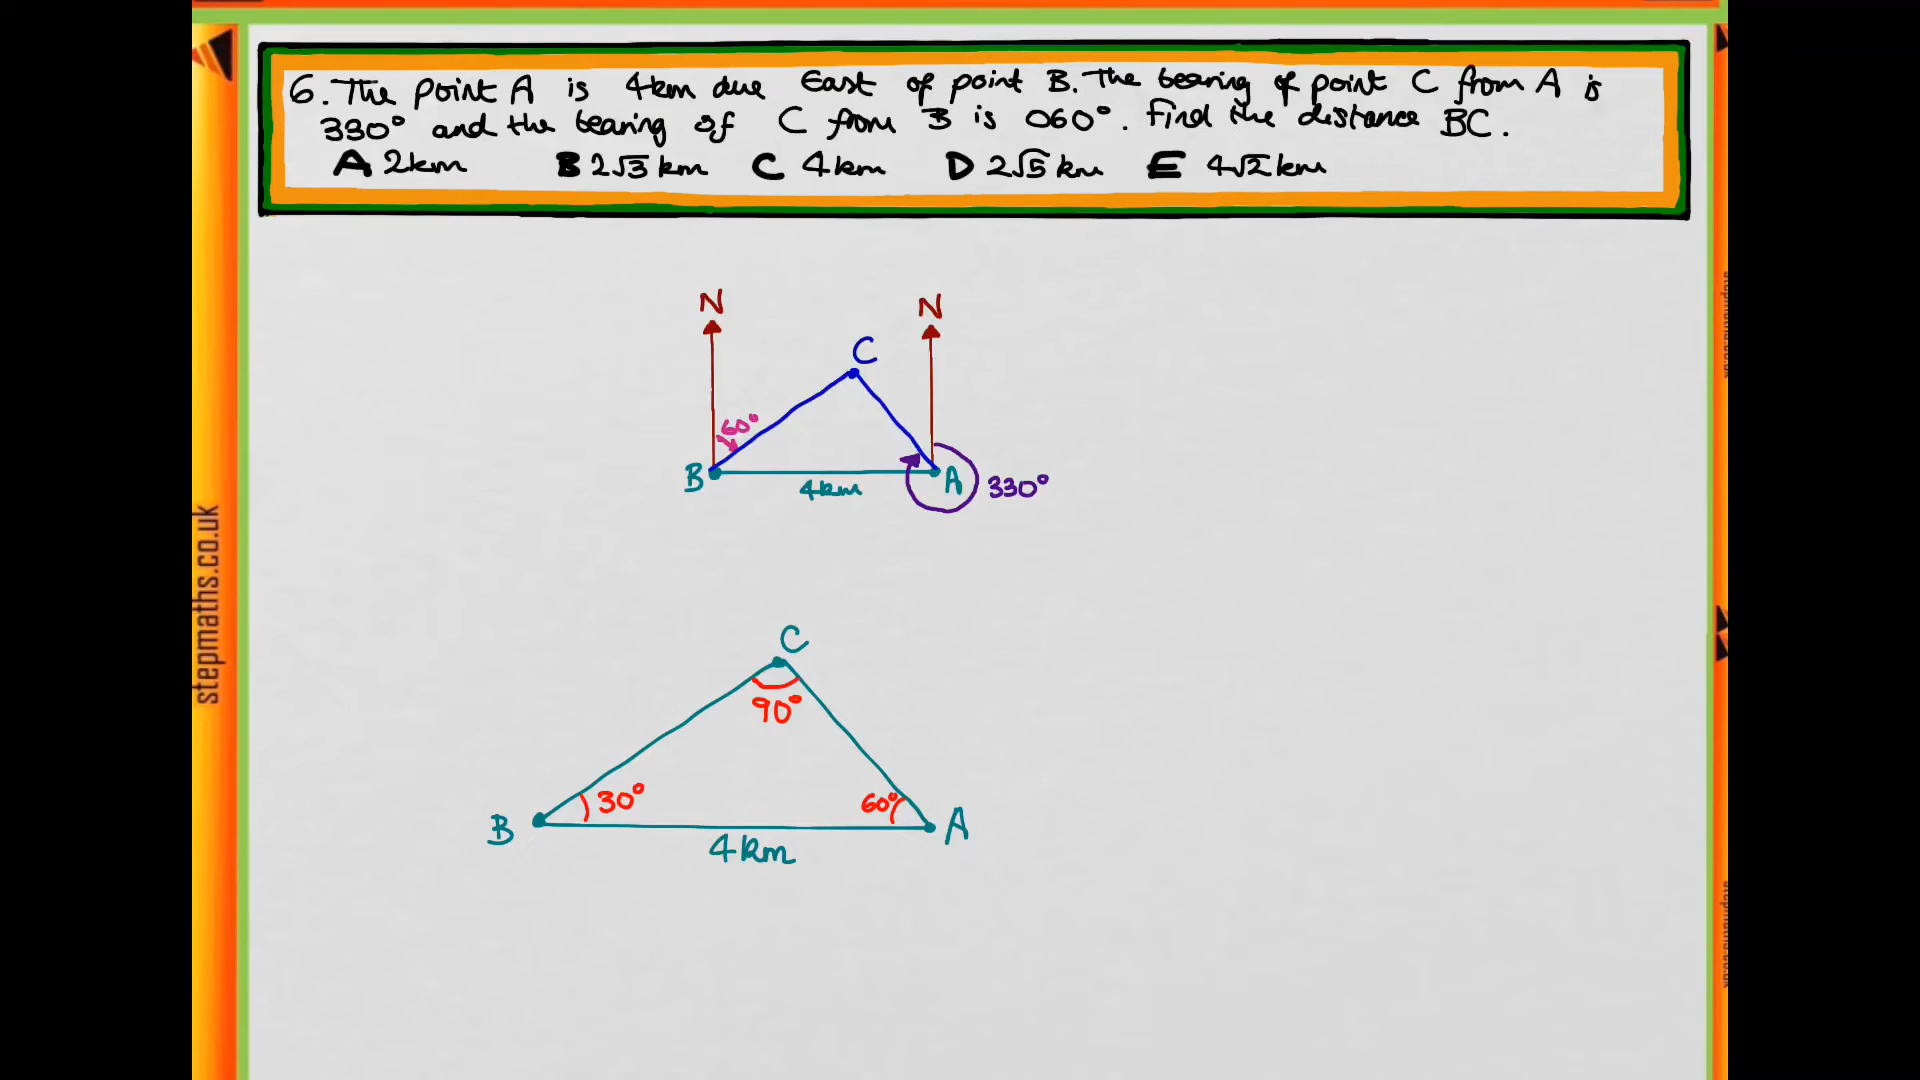 6. The point A is 4km due East of point B. The bearing of point C from A is
330° and the bearing of C from B is 060°. Find the distance BC.
A 2km B 2√3 km C 4km D 2√5 km E 4√2 km
N N
C
60°
B 4km A 330°
C
90°
30° 60°
B A
4km
stepmaths.co.uk